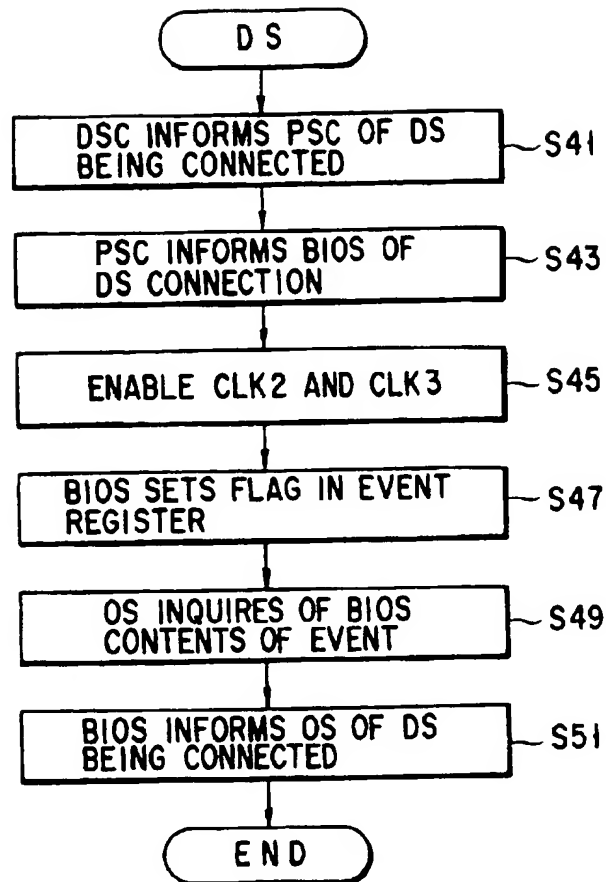 DS
DSC INFORMS PSC OF DS
BEING CONNECTED
S41
PSC INFORMS BIOS OF
DS CONNECTION
S43
ENABLE CLK2 AND CLK3
S45
BIOS SETS FLAG IN EVENT
REGISTER
S47
OS INQUIRES OF BIOS
CONTENTS OF EVENT
S49
BIOS INFORMS OS OF DS
BEING CONNECTED
S51
END